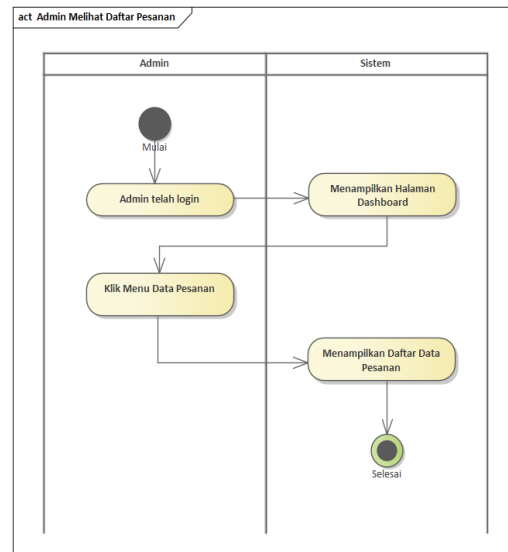 act Admin Melihat Daftar Pesanan
Admin
Sistem
Mulai
Admin telah login
Menampilkan Halaman
Dashboard
Klik Menu Data Pesanan
Menampilkan Daftar Data
Pesanan
Selesai